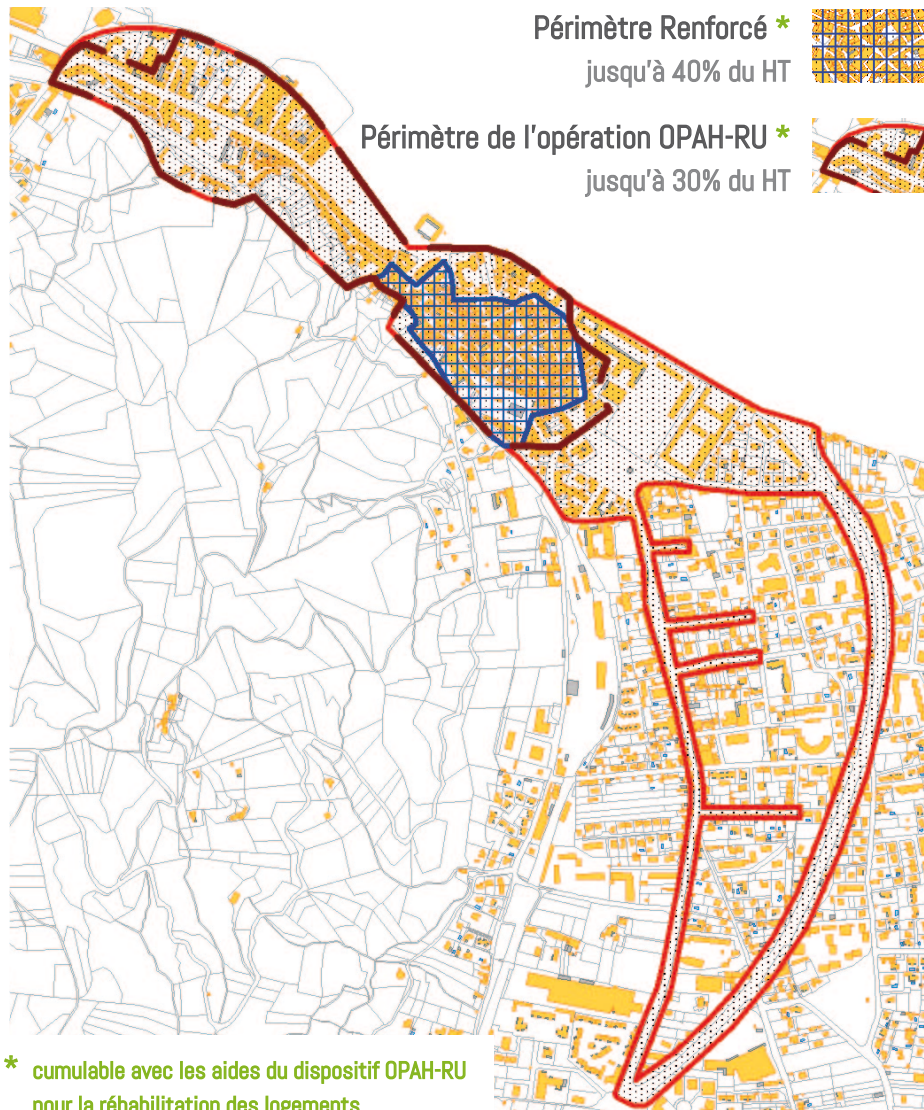 Périmètre Renforcé *
jusqu'à 40% du HT
Périmètre de l'opération OPAH-RU *
jusqu'à 30% du HT
* cumulable avec les aides du dispositif OPAH-RU
pour la réhabilitation des logements